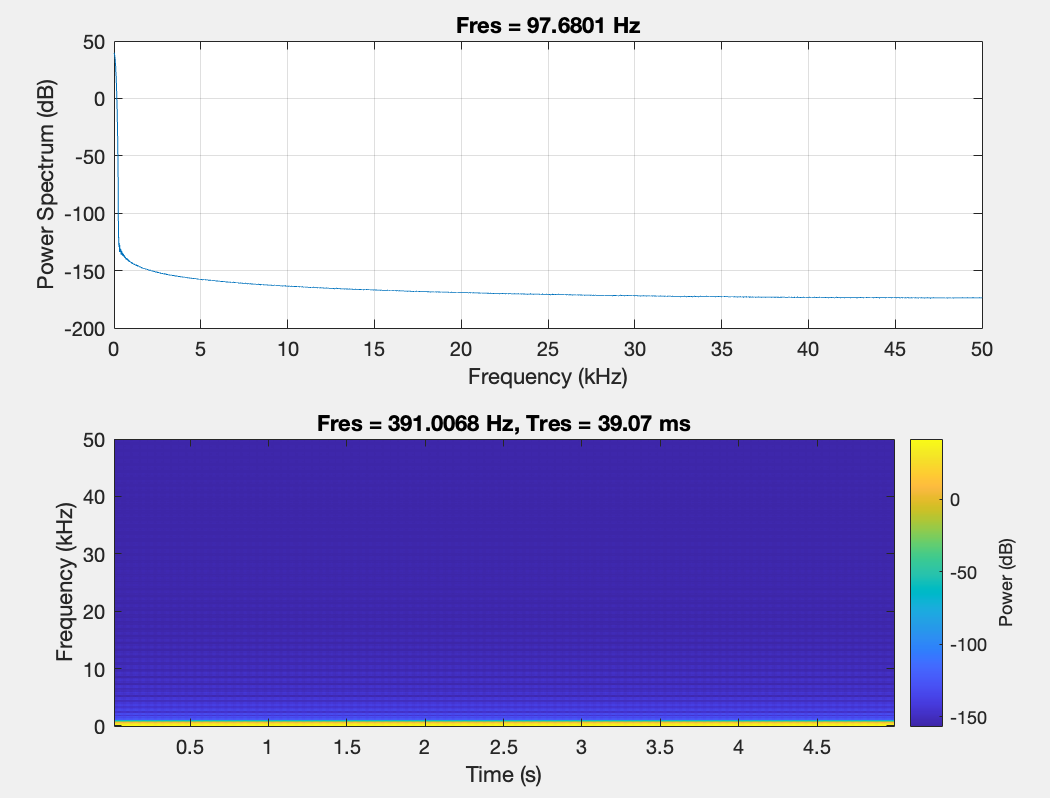 Fres = 97.6801 Hz
50
0
-50
-100
-150
-200
Power Spectrum (dB)
0 5 10 15 20 25 30 35 40 45 50
Frequency (kHz)
Fres = 391.0068 Hz, Tres = 39.07 ms
50
40
30
20
10
0
Frequency (kHz)
0.5 1 1.5 2 2.5 3 3.5 4 4.5
Time (s)
0
-50
-100
-150
Power (dB)